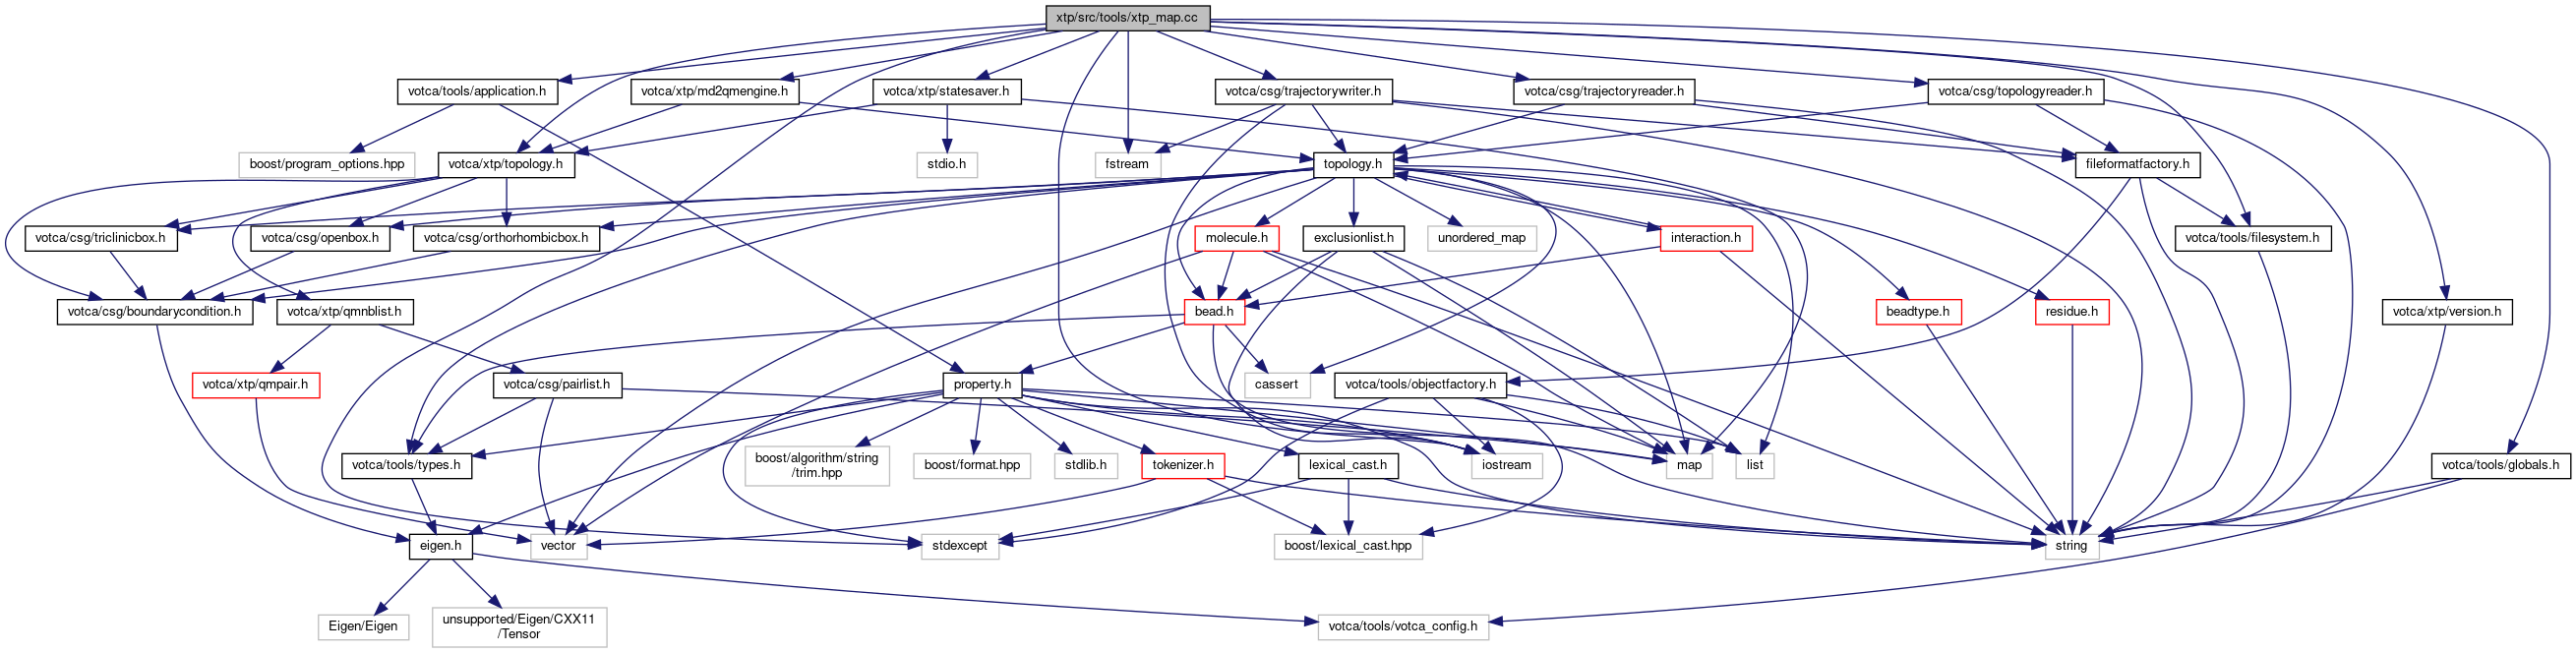 xtp/src/tools/xtp_map.cc
votca/tools/application.h
votca/xtp/md2qmengine.h
votca/xtp/statesaver.h
votca/csg/trajectorywriter.h
votca/csg/trajectoryreader.h
votca/csg/topologyreader.h
boost/program_options.hpp
votca/xtp/topology.h
stdio.h
fstream
topology.h
fileformatfactory.h
votca/csg/triclinicbox.h
votca/csg/openbox.h
votca/csg/orthorhombicbox.h
molecule.h
exclusionlist.h
unordered_map
interaction.h
votca/tools/filesystem.h
votca/csg/boundarycondition.h
votca/xtp/qmnblist.h
bead.h
beadtype.h
residue.h
votca/xtp/version.h
votca/xtp/qmpair.h
votca/csg/pairlist.h
property.h
cassert
votca/tools/objectfactory.h
votca/tools/types.h
boost/algorithm/string
/trim.hpp
boost/format.hpp
stdlib.h
tokenizer.h
lexical_cast.h
iostream
map
list
votca/tools/globals.h
eigen.h
vector
stdexcept
boost/lexical_cast.hpp
string
Eigen/Eigen
unsupported/Eigen/CXX11
/Tensor
votca/tools/votca_config.h